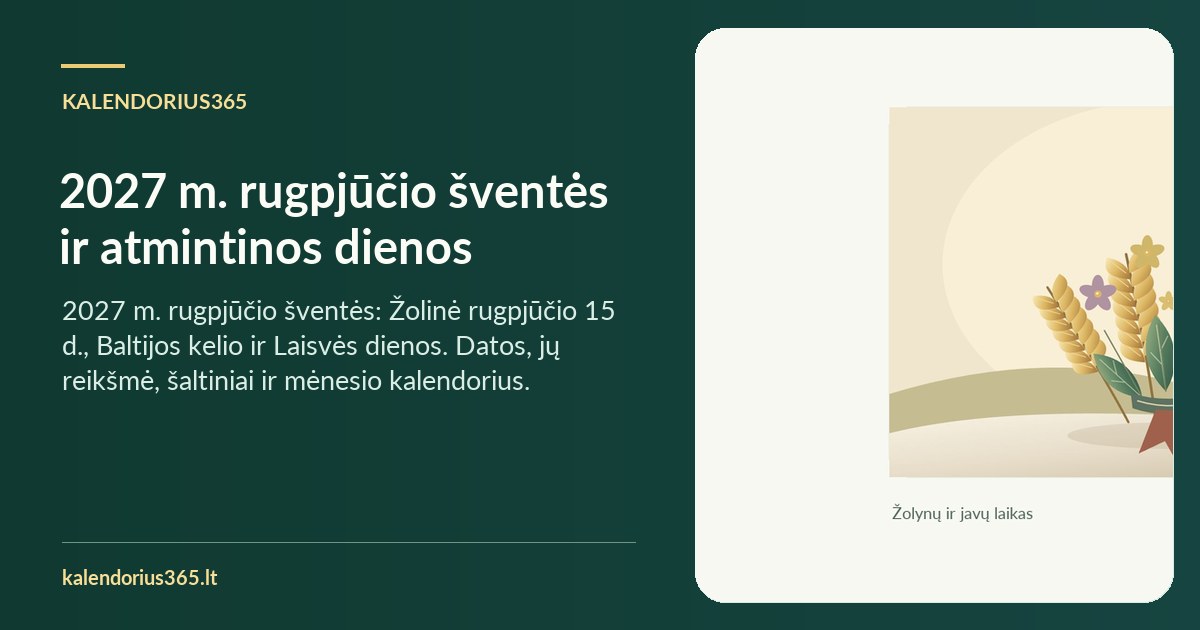 KALENDORIUS365
2027 m. rugpjūčio šventės
ir atmintinos dienos
2027 m. rugpjūčio šventės: Žolinė rugpjūčio 15
d., Baltijos kelio ir Laisvės dienos. Datos, jų
reikšmė, šaltiniai ir mėnesio kalendorius.
kalendorius365.lt
Žolynų ir javų laikas